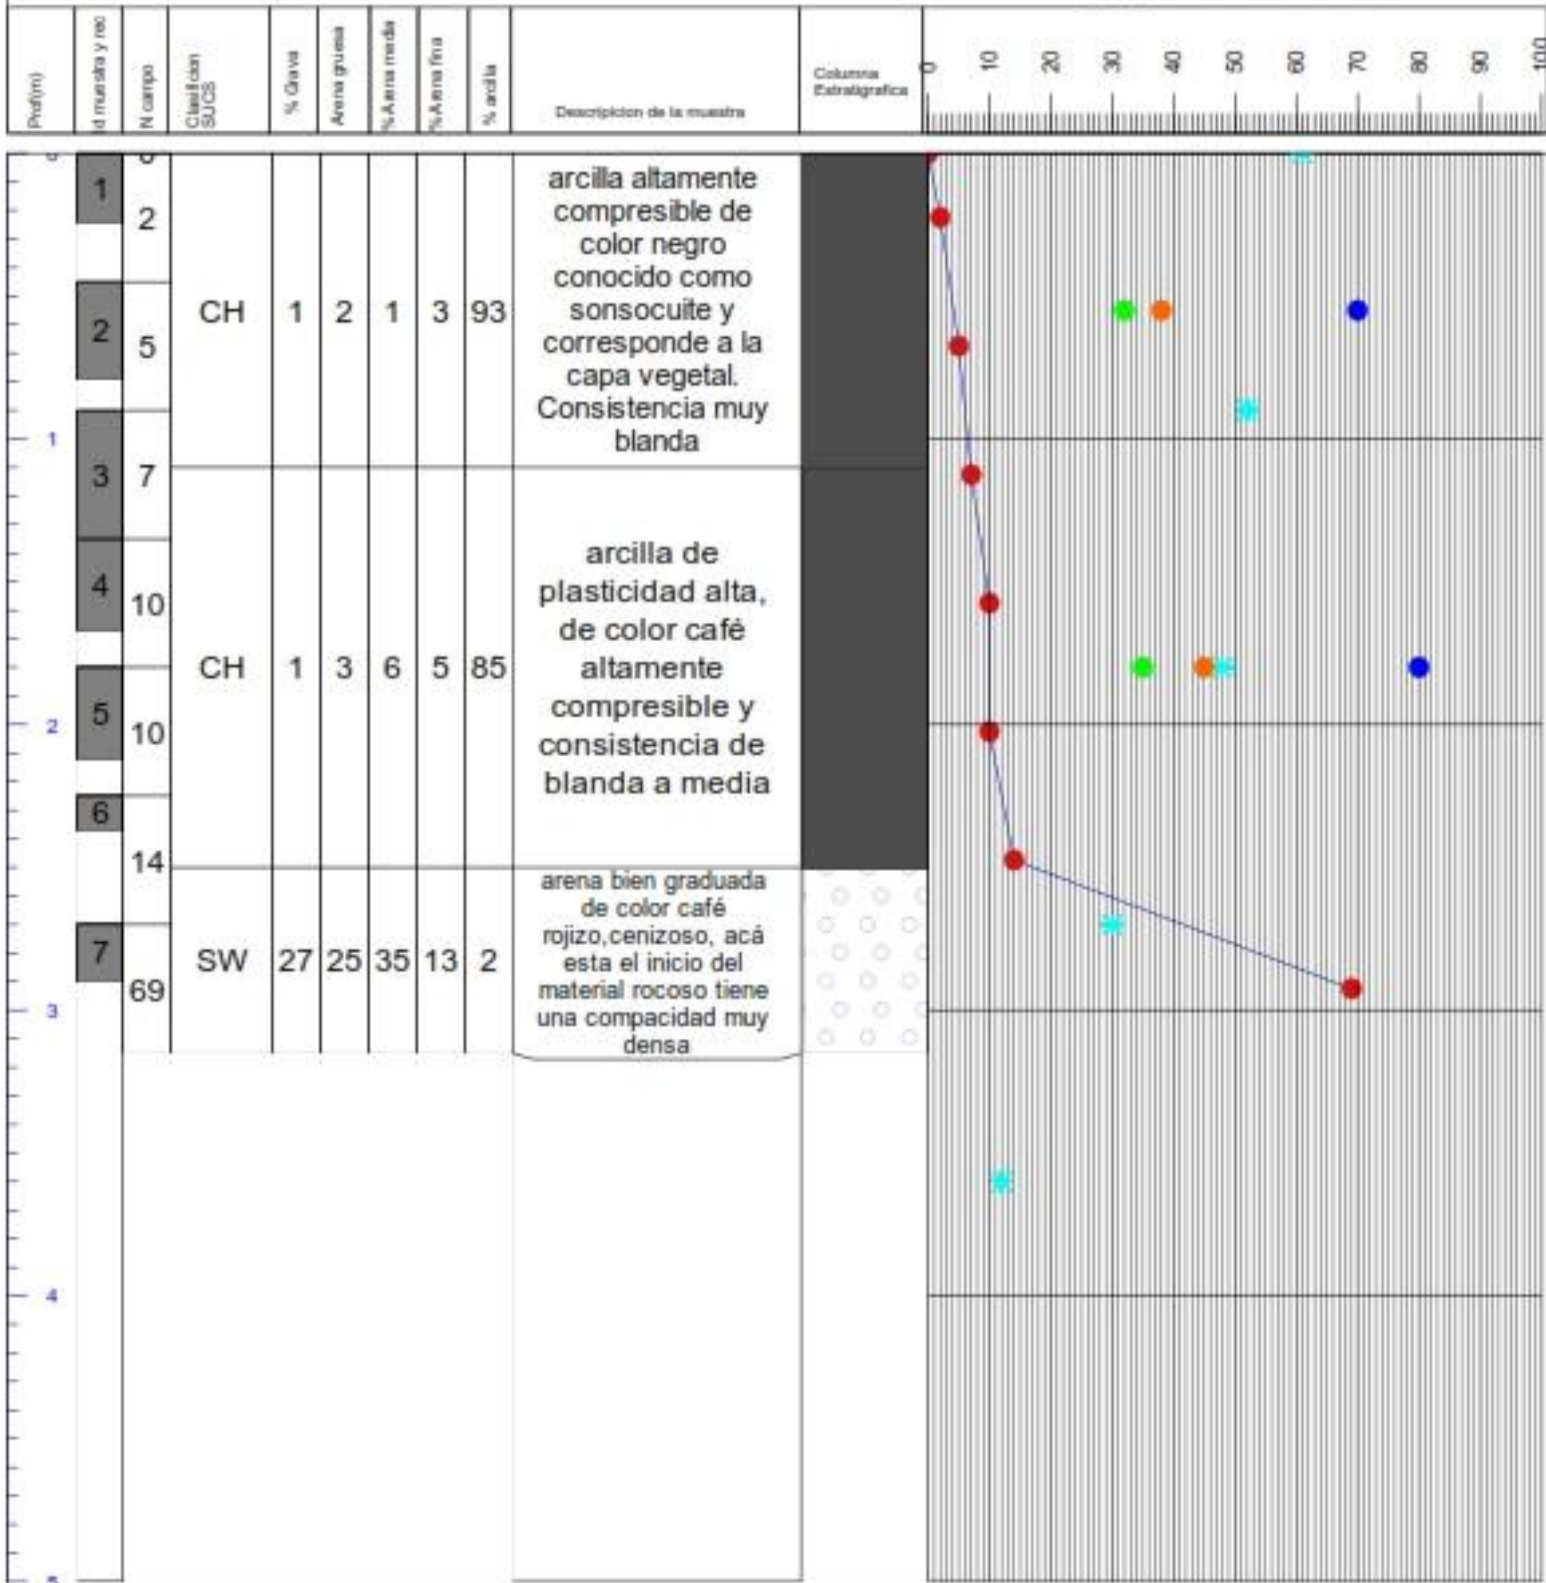 Prof(m)
id muestra y rec
N campo
Clasificion
SUCS
% Grava
Arena gruesa
% Arena media
% Arena fina
% arcilla
Descripicion de la muestra
Columna
Estratigrafica
0 10 20 30 40 50 60 70 80 90 100
0
1
2
3
4
5
1
2
3
4
5
6
7
0
2
5
7
10
10
14
69
CH 1 2 1 3 93
arcilla altamente
compresible de
color negro
conocido como
sonsocuite y
corresponde a la
capa vegetal.
Consistencia muy
blanda
CH 1 3 6 5 85
arcilla de
plasticidad alta,
de color café
altamente
compresible y
consistencia de
blanda a media
SW 27 25 35 13 2
arena bien graduada
de color café
rojizo,cenizoso, acá
esta el inicio del
material rocoso tiene
una compacidad muy
densa